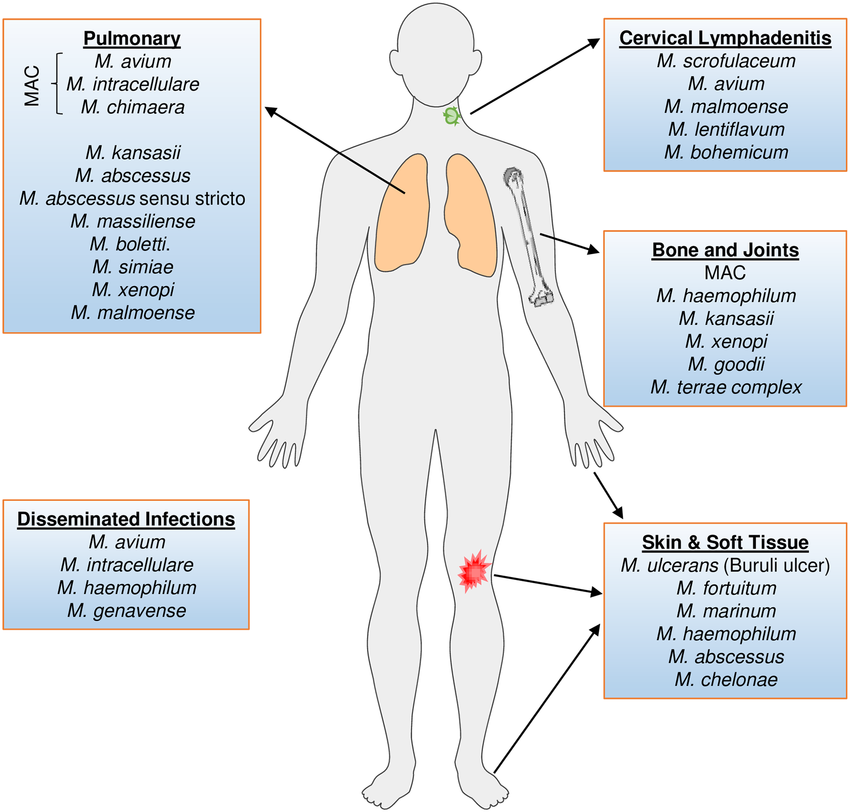 Pulmonary
MAC
M. avium
M. intracellulare
M. chimaera
M. kansasii
M. abscessus
M. abscessus sensu stricto
M. massiliense
M. boletti.
M. simiae
M. xenopi
M. malmoense
Cervical Lymphadenitis
M. scrofulaceum
M. avium
M. malmoense
M. lentiflavum
M. bohemicum
Bone and Joints
MAC
M. haemophilum
M. kansasii
M. xenopi
M. goodii
M. terrae complex
Disseminated Infections
M. avium
M. intracellulare
M. haemophilum
M. genavense
Skin & Soft Tissue
M. ulcerans (Buruli ulcer)
M. fortuitum
M. marinum
M. haemophilum
M. abscessus
M. chelonae